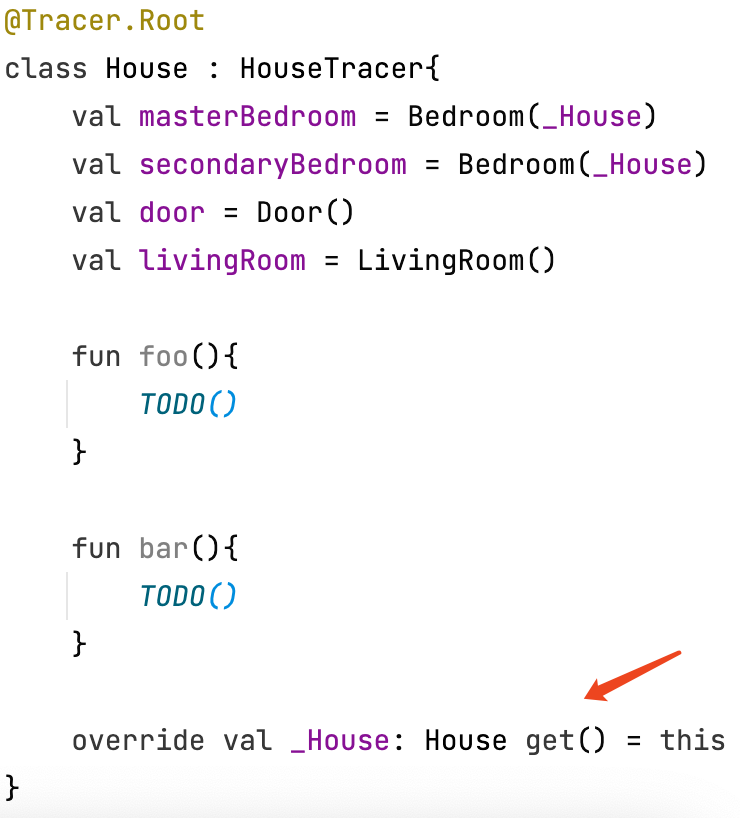 @Tracer.Root
class House : HouseTracer{
    val masterBedroom = Bedroom(_House)
    val secondaryBedroom = Bedroom(_House)
    val door = Door()
    val livingRoom = LivingRoom()
    fun foo(){
        TODO()
    }
    fun bar(){
        TODO()
    }
    override val _House: House get() = this
}